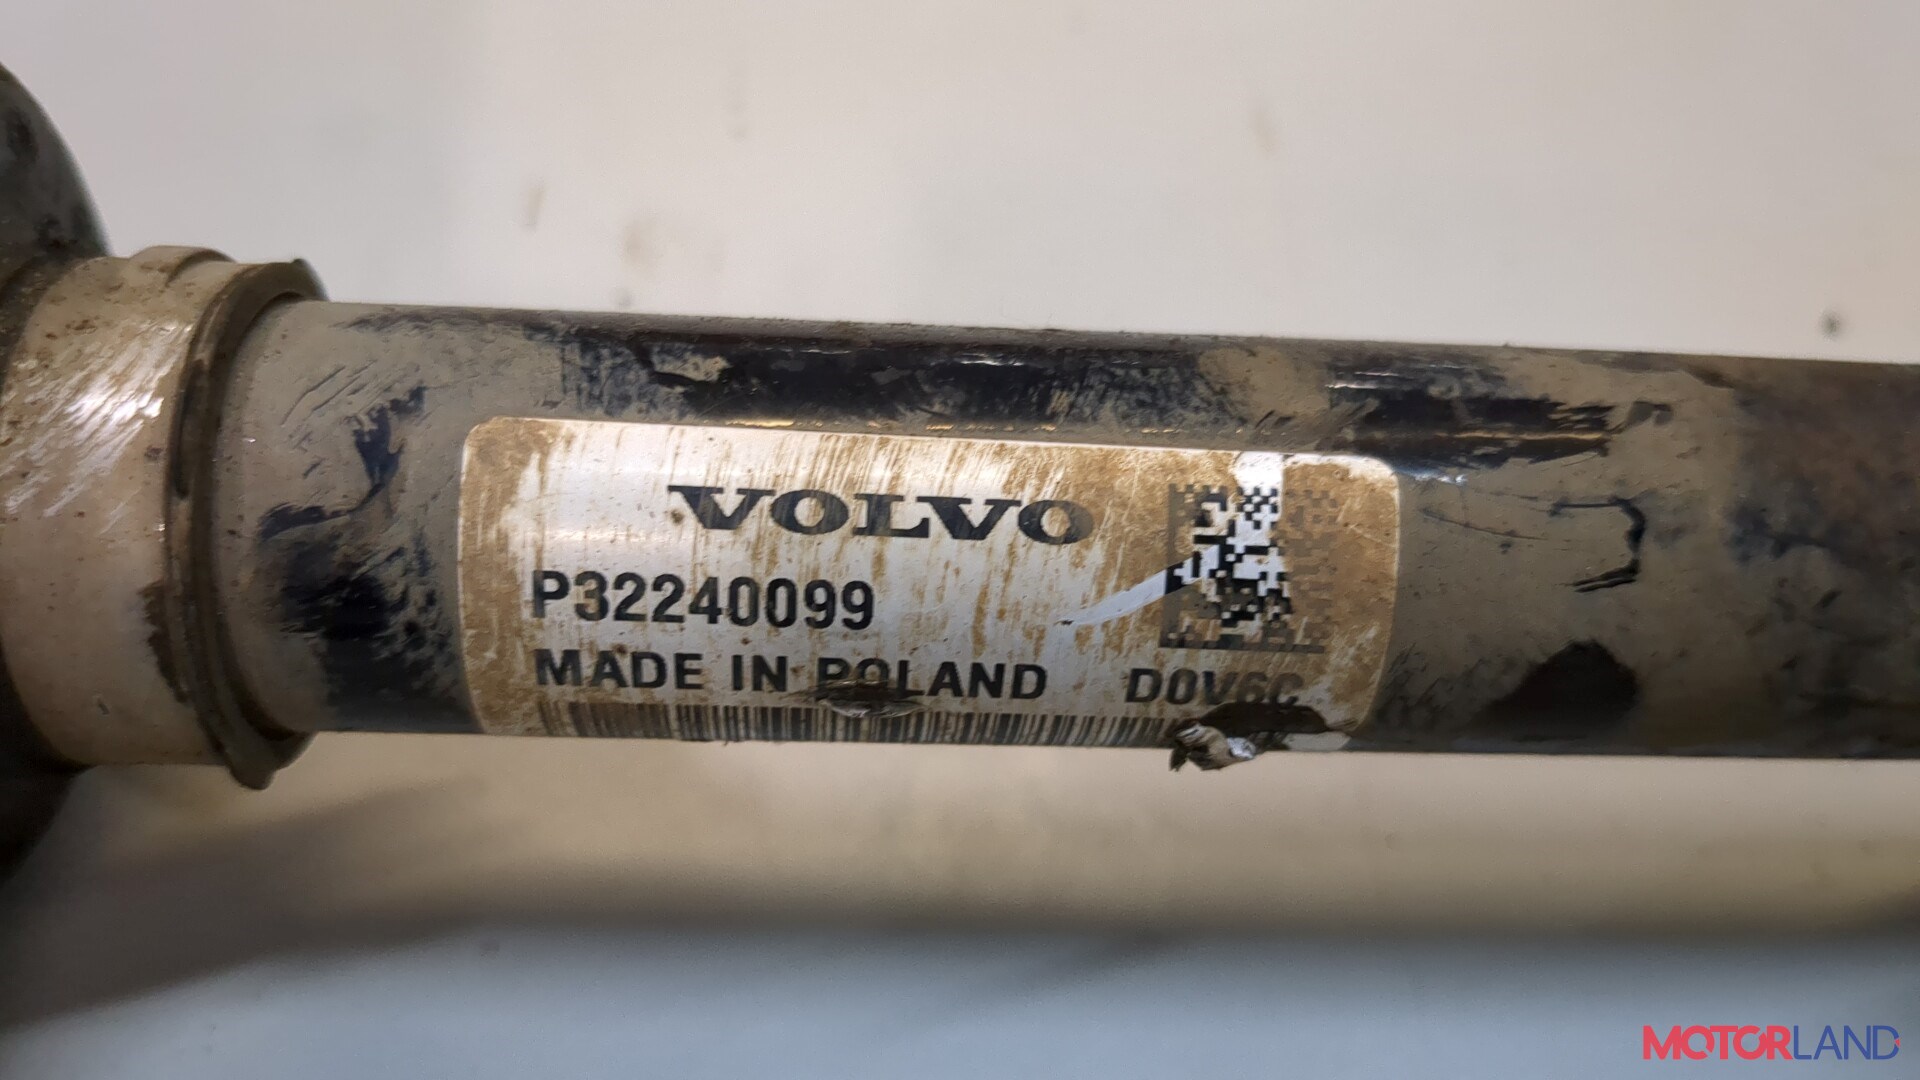 VOLVO
P32240099
MADE IN POLAND D0V6C
MOTORLAND